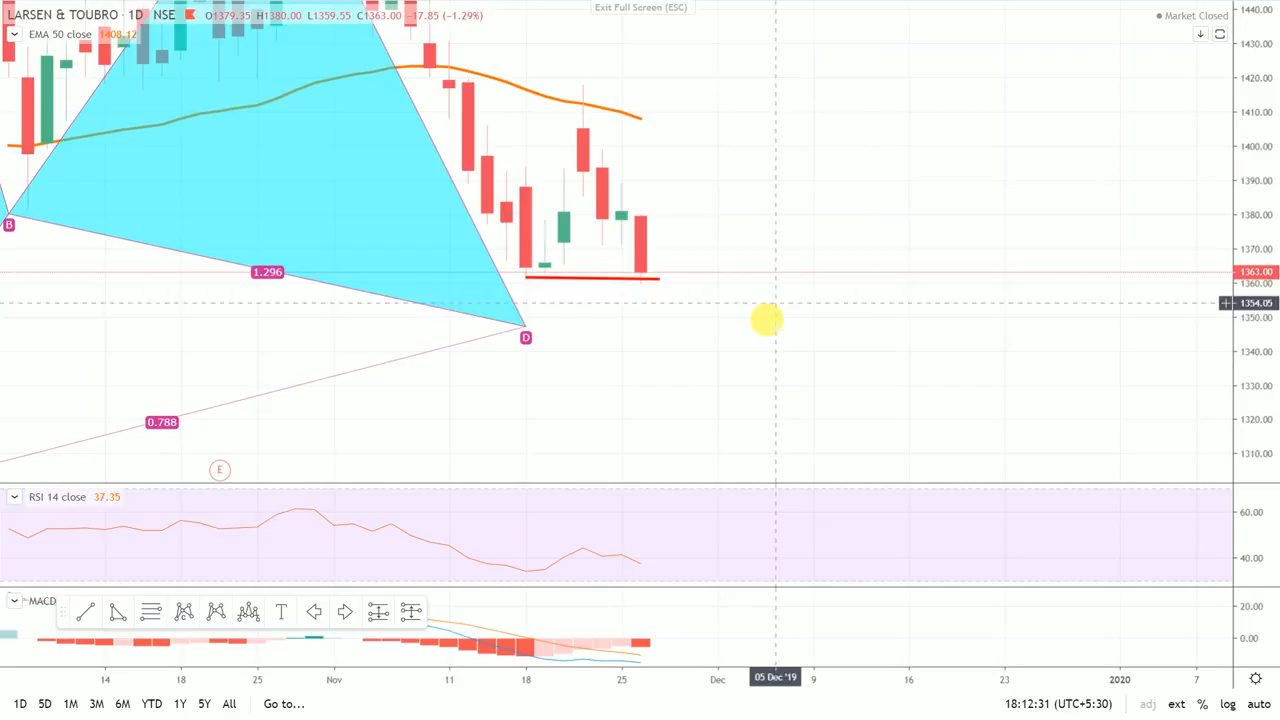 Exit Full Screen (ESC)
LARSEN & TOUBRO · 1D NSE O1379.35 H1380.00 L1359.55 C1363.00 −17.85 (−1.29%)
EMA 50 close 1408.12
Market Closed
1440.00
1430.00
1420.00
1410.00
1400.00
1390.00
1380.00
1370.00
1363.00
1360.00
1354.05
1350.00
1340.00
1330.00
1320.00
1310.00
B
1.296
D
0.788
E
RSI 14 close 37.35
60.00
40.00
MACD
T
20.00
0.00
14 18 25 Nov 11 18 25 Dec 05 Dec '19 9 16 23 2020 7
1D 5D 1M 3M 6M YTD 1Y 5Y All Go to... 18:12:31 (UTC+5:30) adj ext % log auto